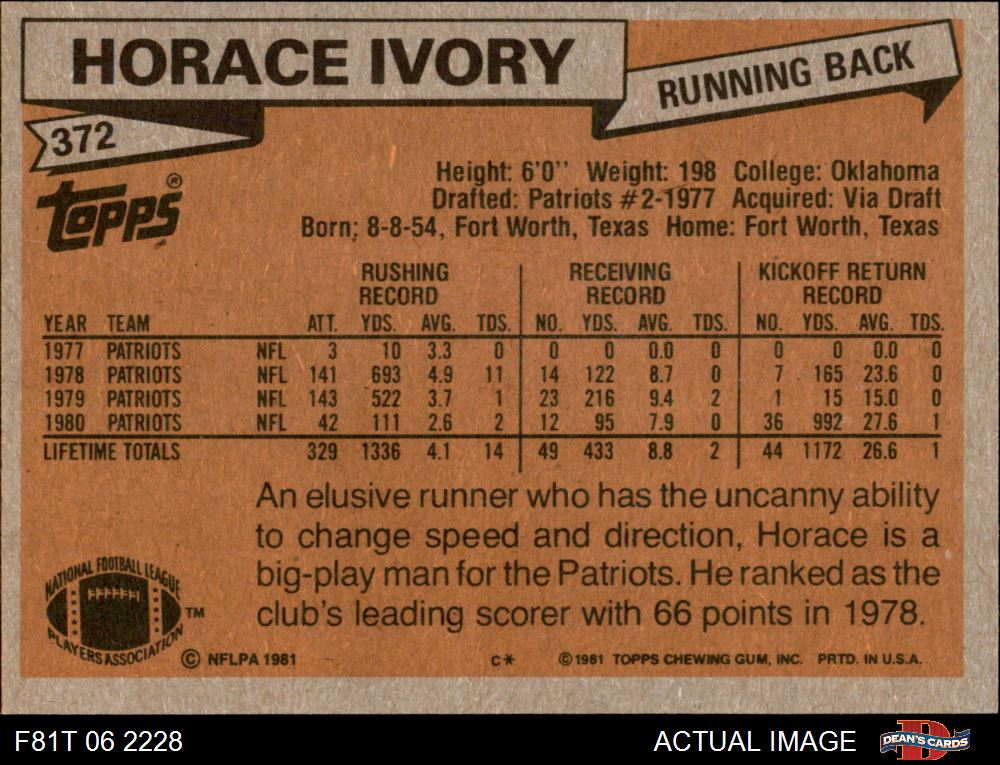 HORACE IVORY
RUNNING BACK
372
TOPPS®
Height: 6'0'' Weight: 198 College: Oklahoma
Drafted: Patriots #2-1977 Acquired: Via Draft
Born; 8-8-54, Fort Worth, Texas Home: Fort Worth, Texas
RUSHING RECORD RECEIVING RECORD KICKOFF RETURN RECORD
YEAR TEAM ATT. YDS. AVG. TDS. NO. YDS. AVG. TDS. NO. YDS. AVG. TDS.
1977 PATRIOTS NFL 3 10 3.3 0 0 0 0.0 0 0 0 0.0 0
1978 PATRIOTS NFL 141 693 4.9 11 14 122 8.7 0 7 165 23.6 0
1979 PATRIOTS NFL 143 522 3.7 1 23 216 9.4 2 1 15 15.0 0
1980 PATRIOTS NFL 42 111 2.6 2 12 95 7.9 0 36 992 27.6 1
LIFETIME TOTALS 329 1336 4.1 14 49 433 8.8 2 44 1172 26.6 1
An elusive runner who has the uncanny ability
to change speed and direction, Horace is a
big-play man for the Patriots. He ranked as the
club's leading scorer with 66 points in 1978.
NATIONAL FOOTBALL LEAGUE
PLAYERS ASSOCIATION
TM
© NFLPA 1981 C* ©1981 TOPPS CHEWING GUM, INC. PRTD. IN U.S.A.
F81T 06 2228 ACTUAL IMAGE DEAN'S CARDS